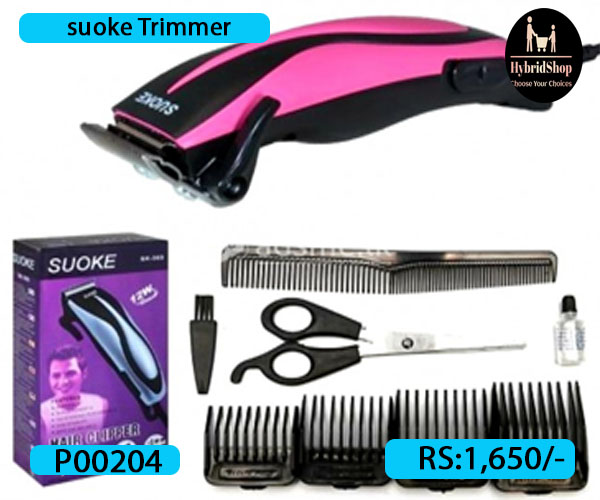 suoke Trimmer
HybridShop
Choose Your Choices
SUOKE
SUOKE
12W
HAIR CLIPPER
P00204
RS:1,650/-